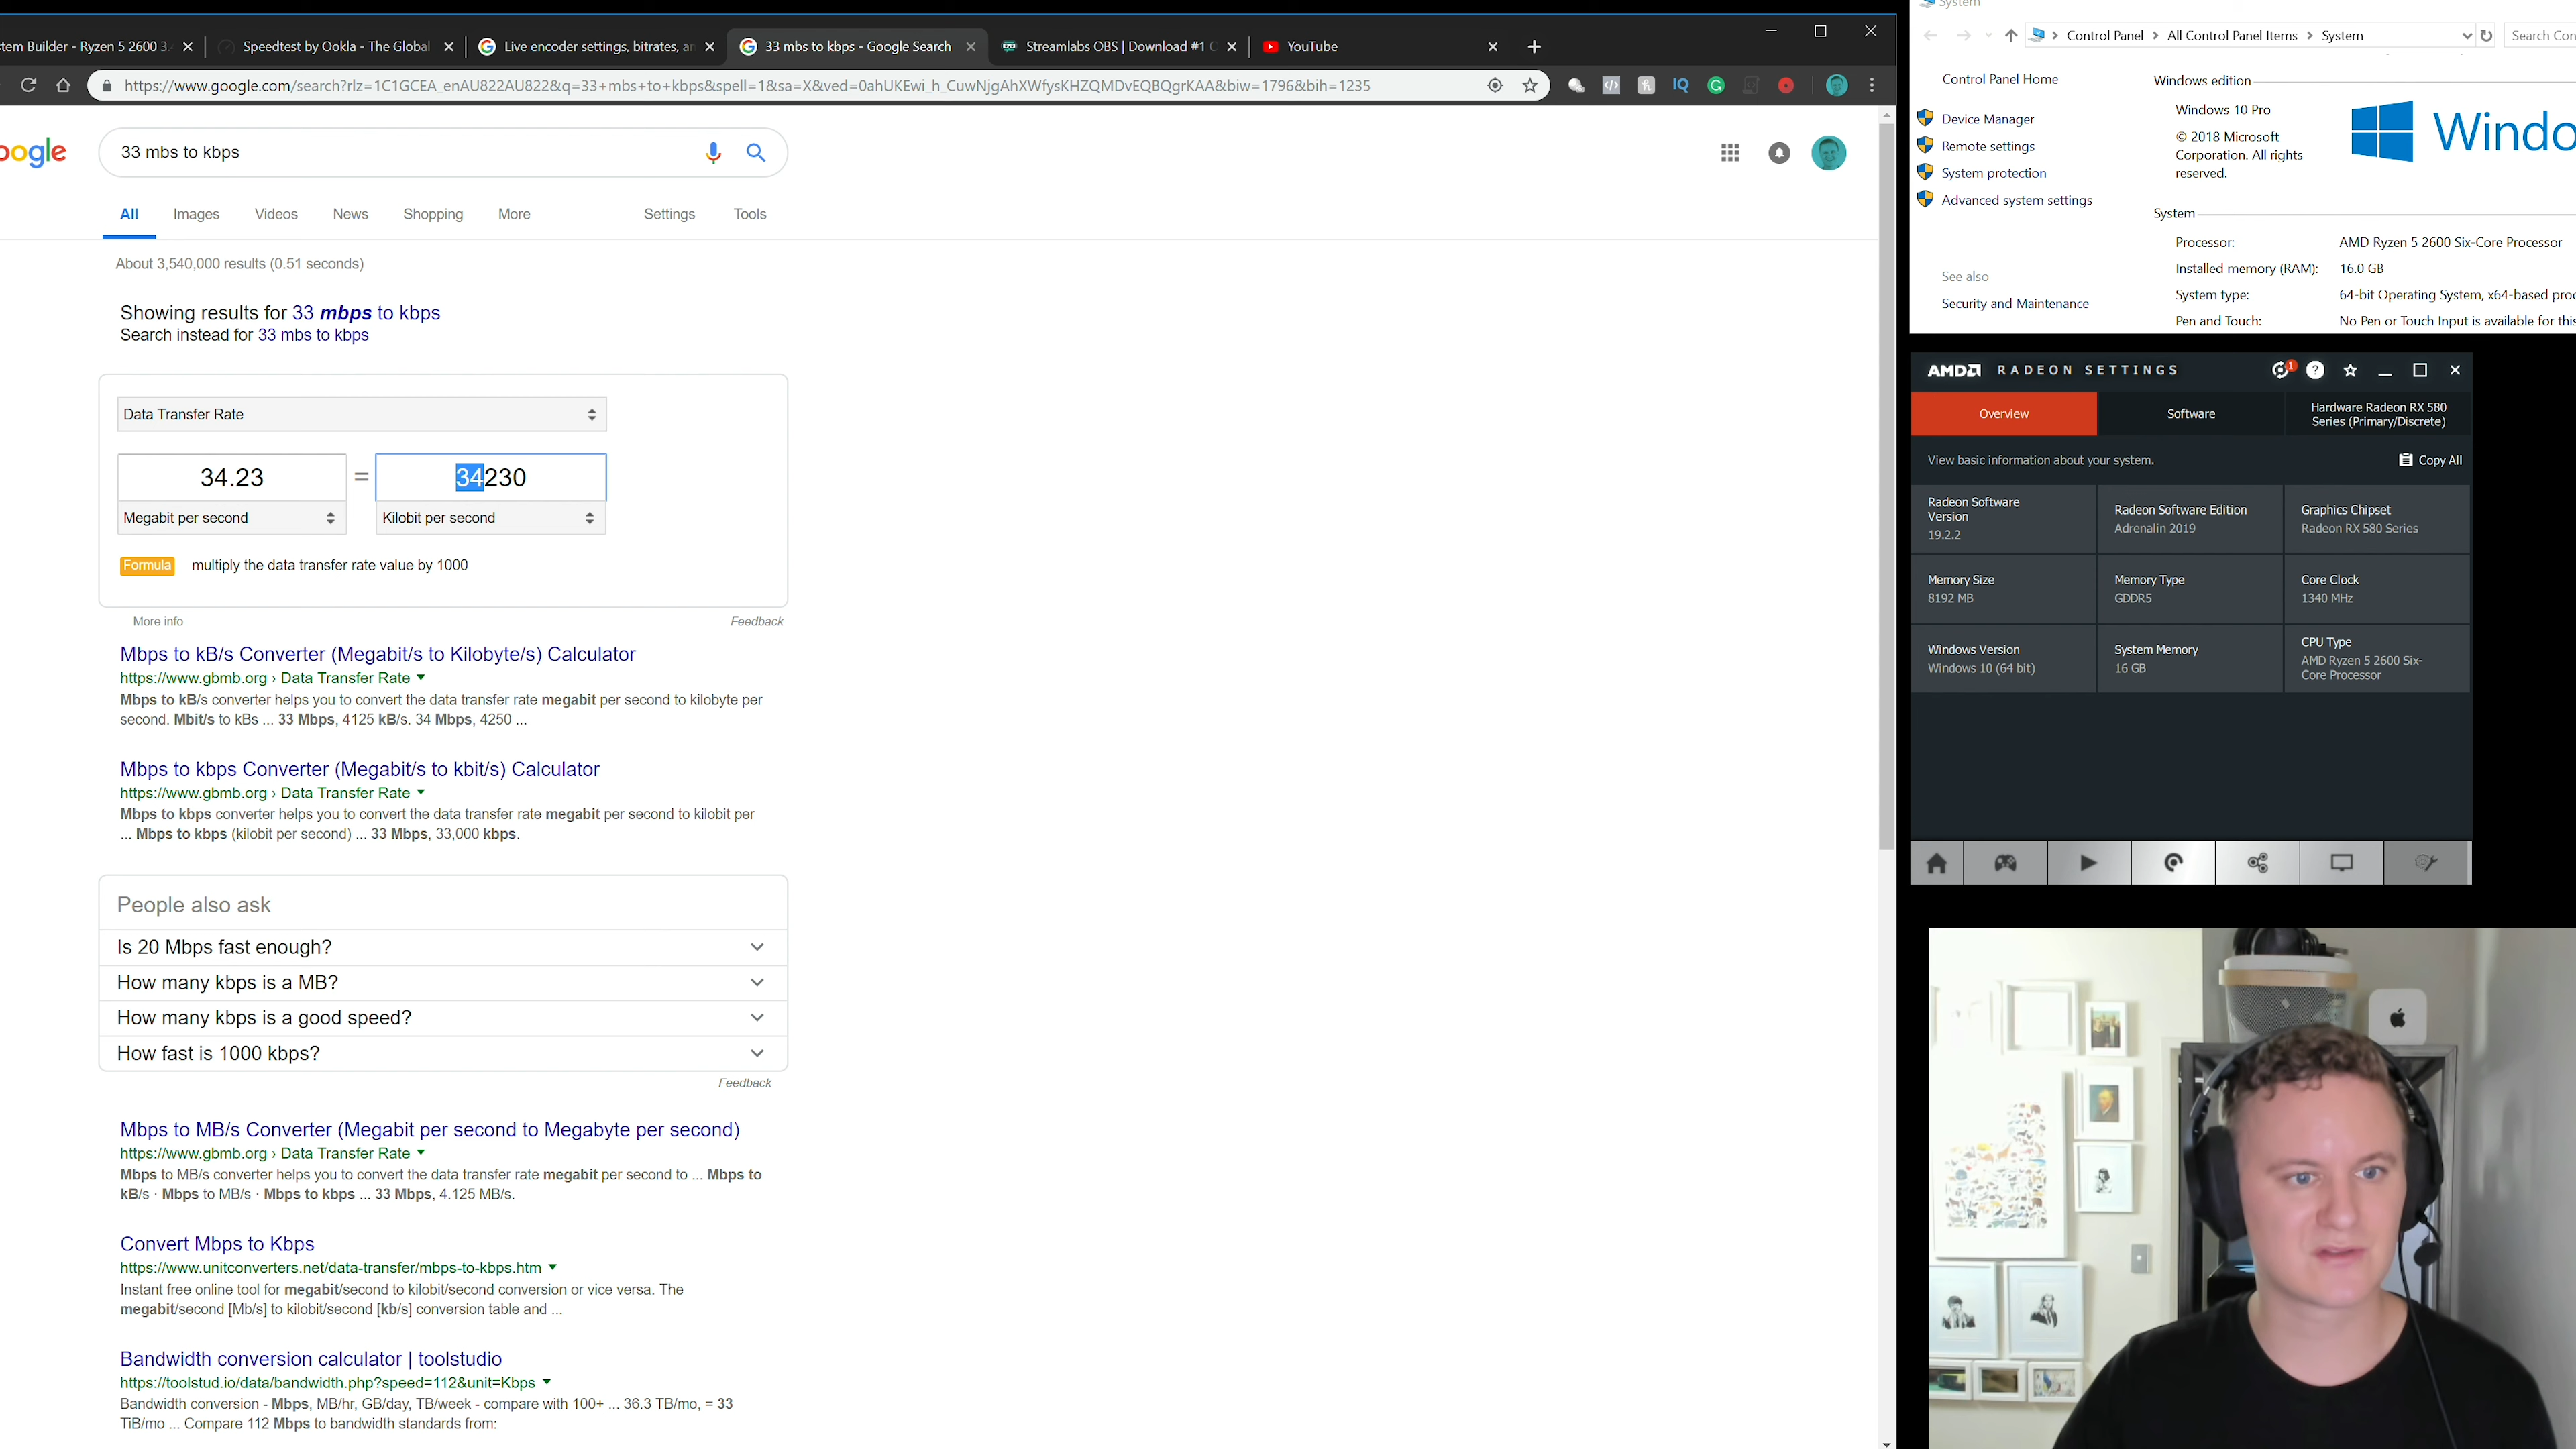 tem Builder - Ryzen 5 2600 3.
Speedtest by Ookla - The Global
Live encoder settings, bitrates, ar
33 mbs to kbps - Google Search
Streamlabs OBS | Download #1 C
YouTube
https://www.google.com/search?rlz=1C1GCEA_enAU822AU822&q=33+mbs+to+kbps&spell=1&sa=X&ved=0ahUKEwi_h_CuwNjgAhXWfysKHZQMDvEQBQgrKAA&biw=1796&bih=1235
IQ
oogle
33 mbs to kbps
All
Images
Videos
News
Shopping
More
Settings
Tools
About 3,540,000 results (0.51 seconds)
Showing results for 33 mbps to kbps
Search instead for 33 mbs to kbps
Data Transfer Rate
34.23 = 34230
Megabit per second
Kilobit per second
Formula multiply the data transfer rate value by 1000
More info
Feedback
Mbps to kB/s Converter (Megabit/s to Kilobyte/s) Calculator
https://www.gbmb.org › Data Transfer Rate
Mbps to kB/s converter helps you to convert the data transfer rate megabit per second to kilobyte per
second. Mbit/s to kBs ... 33 Mbps, 4125 kB/s. 34 Mbps, 4250 ...
Mbps to kbps Converter (Megabit/s to kbit/s) Calculator
https://www.gbmb.org › Data Transfer Rate
Mbps to kbps converter helps you to convert the data transfer rate megabit per second to kilobit per
... Mbps to kbps (kilobit per second) ... 33 Mbps, 33,000 kbps.
People also ask
Is 20 Mbps fast enough?
How many kbps is a MB?
How many kbps is a good speed?
How fast is 1000 kbps?
Feedback
Mbps to MB/s Converter (Megabit per second to Megabyte per second)
https://www.gbmb.org › Data Transfer Rate
Mbps to MB/s converter helps you to convert the data transfer rate megabit per second to ... Mbps to
kB/s · Mbps to MB/s · Mbps to kbps ... 33 Mbps, 4.125 MB/s.
Convert Mbps to Kbps
https://www.unitconverters.net/data-transfer/mbps-to-kbps.htm
Instant free online tool for megabit/second to kilobit/second conversion or vice versa. The
megabit/second [Mb/s] to kilobit/second [kb/s] conversion table and ...
Bandwidth conversion calculator | toolstudio
https://toolstud.io/data/bandwidth.php?speed=112&unit=Kbps
Bandwidth conversion - Mbps, MB/hr, GB/day, TB/week - compare with 100+ ... 36.3 TB/mo, = 33
TiB/mo ... Compare 112 Mbps to bandwidth standards from:
System
Control Panel › All Control Panel Items › System
Search Con
Control Panel Home
Device Manager
Remote settings
System protection
Advanced system settings
See also
Security and Maintenance
Windows edition
Windows 10 Pro
© 2018 Microsoft
Corporation. All rights
reserved.
Windo
System
Processor: AMD Ryzen 5 2600 Six-Core Processor
Installed memory (RAM): 16.0 GB
System type: 64-bit Operating System, x64-based proc
Pen and Touch: No Pen or Touch Input is available for this
AMD RADEON SETTINGS
1
?
Overview
Software
Hardware Radeon RX 580
Series (Primary/Discrete)
View basic information about your system.
Copy All
Radeon Software
Version
19.2.2
Radeon Software Edition
Adrenalin 2019
Graphics Chipset
Radeon RX 580 Series
Memory Size
8192 MB
Memory Type
GDDR5
Core Clock
1340 MHz
Windows Version
Windows 10 (64 bit)
System Memory
16 GB
CPU Type
AMD Ryzen 5 2600 Six-
Core Processor